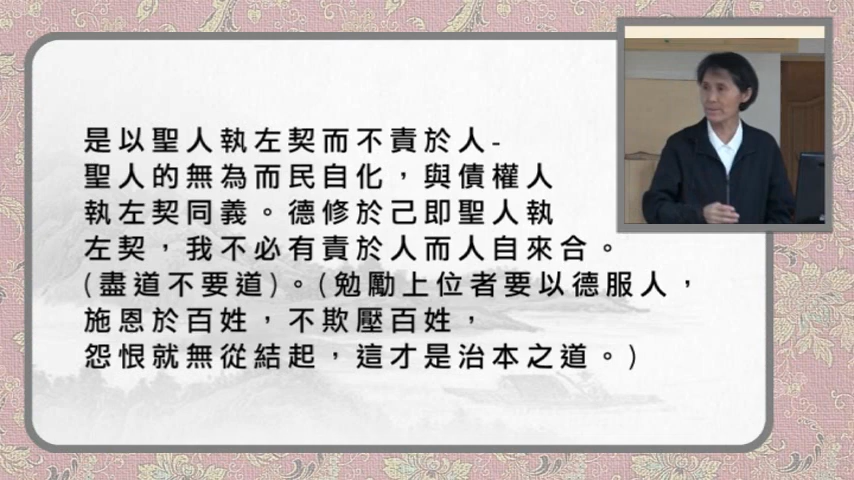 是以聖人執左契而不責於人-
聖人的無為而民自化，與債權人
執左契同義。德修於己即聖人執
左契，我不必有責於人而人自來合。
(盡道不要道)。(勉勵上位者要以德服人，
施恩於百姓，不欺壓百姓，
怨恨就無從結起，這才是治本之道。)